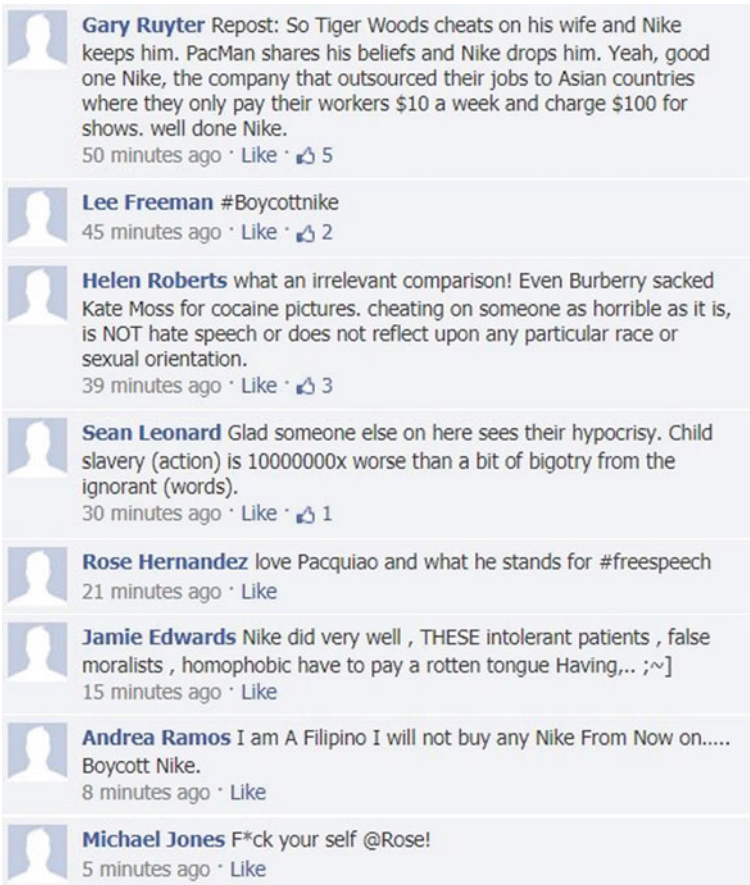 Gary Ruyter Repost: So Tiger Woods cheats on his wife and Nike
keeps him. PacMan shares his beliefs and Nike drops him. Yeah, good
one Nike, the company that outsourced their jobs to Asian countries
where they only pay their workers $10 a week and charge $100 for
shows. well done Nike.
50 minutes ago · Like · 5
Lee Freeman #Boycottnike
45 minutes ago · Like · 2
Helen Roberts what an irrelevant comparison! Even Burberry sacked
Kate Moss for cocaine pictures. cheating on someone as horrible as it is,
is NOT hate speech or does not reflect upon any particular race or
sexual orientation.
39 minutes ago · Like · 3
Sean Leonard Glad someone else on here sees their hypocrisy. Child
slavery (action) is 10000000x worse than a bit of bigotry from the
ignorant (words).
30 minutes ago · Like · 1
Rose Hernandez love Pacquiao and what he stands for #freespeech
21 minutes ago · Like
Jamie Edwards Nike did very well , THESE intolerant patients , false
moralists , homophobic have to pay a rotten tongue Having,.. ;~]
15 minutes ago · Like
Andrea Ramos I am A Filipino I will not buy any Nike From Now on.....
Boycott Nike.
8 minutes ago · Like
Michael Jones F*ck your self @Rose!
5 minutes ago · Like